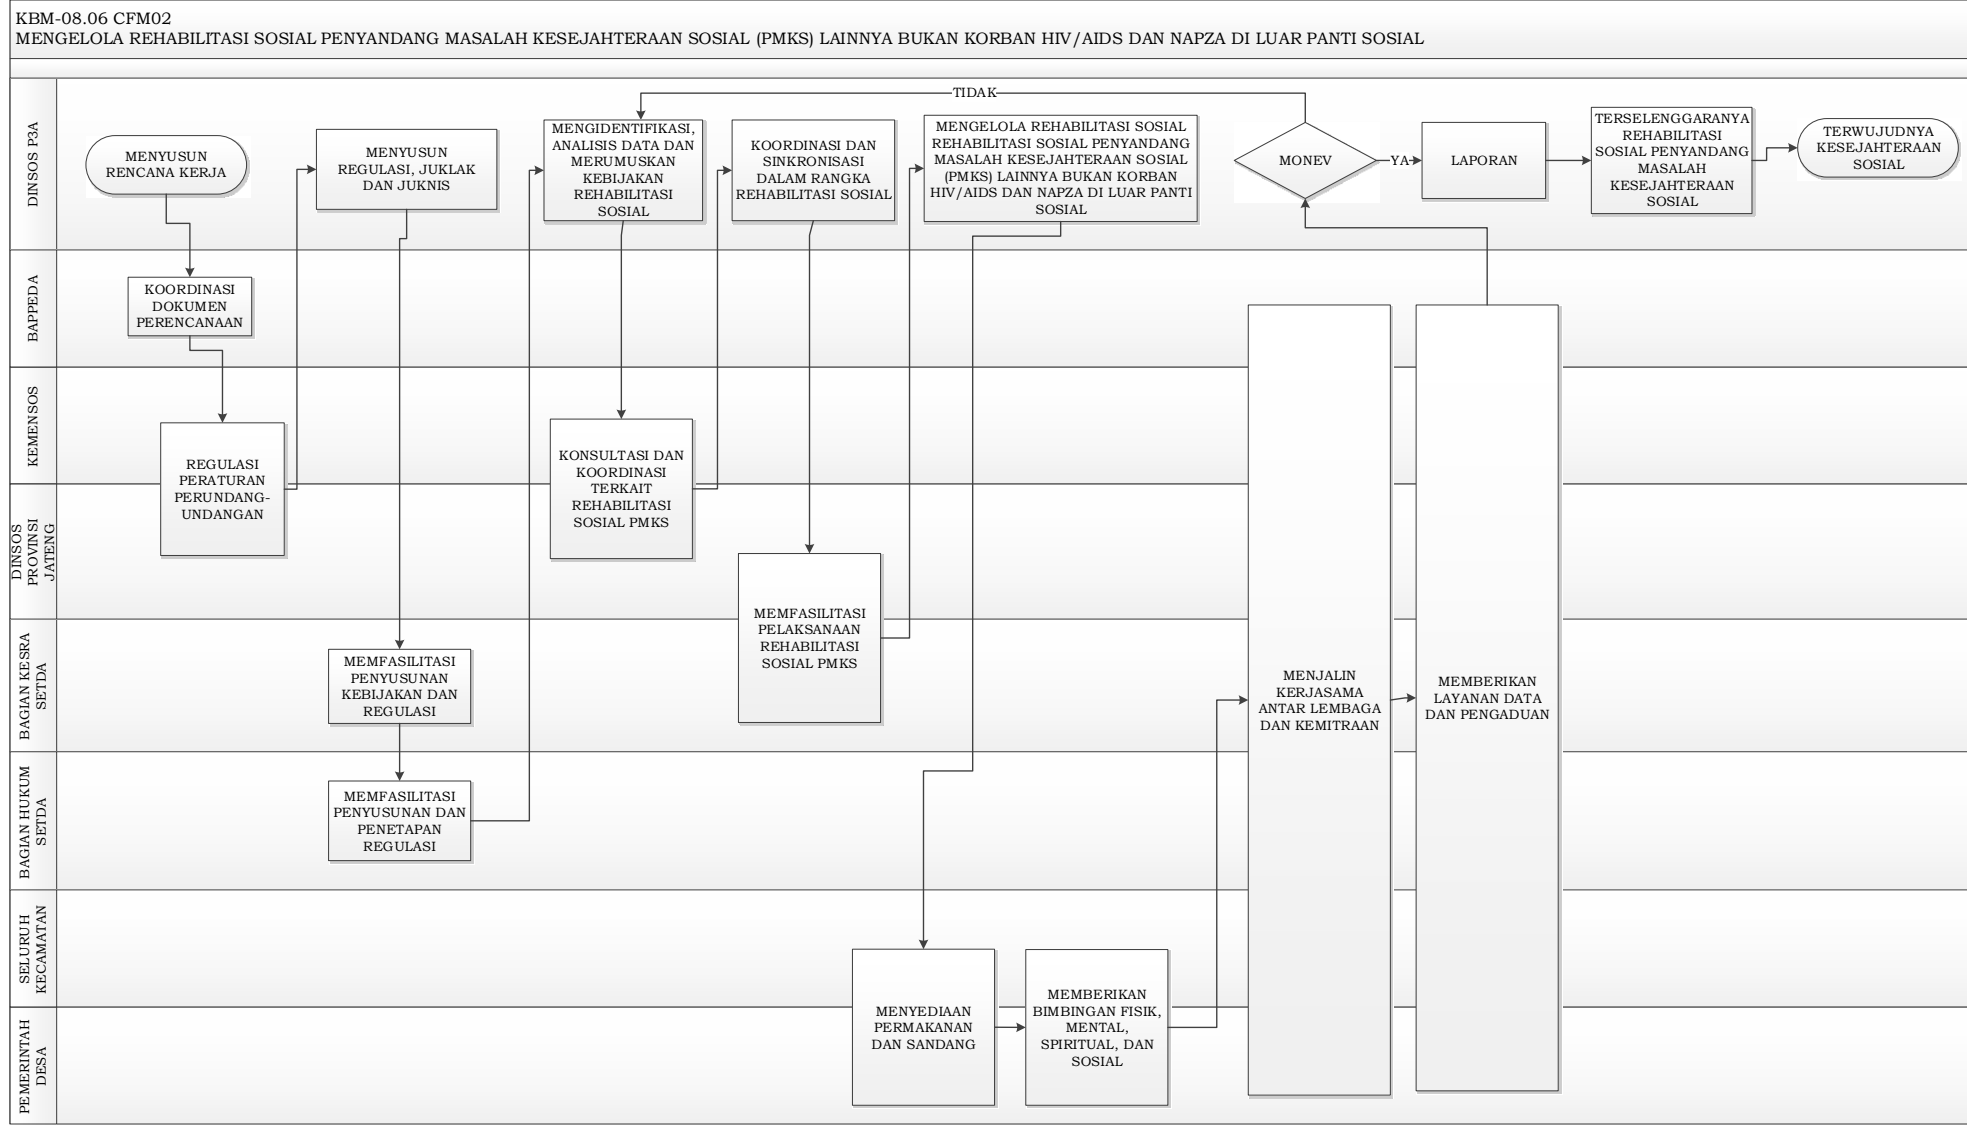 KBM-08.06 CFM02
MENGELOLA REHABILITASI SOSIAL PENYANDANG MASALAH KESEJAHTERAAN SOSIAL (PMKS) LAINNYA BUKAN KORBAN HIV/AIDS DAN NAPZA DI LUAR PANTI SOSIAL
DINSOS P3A
MENYUSUN
RENCANA KERJA
MENYUSUN
REGULASI, JUKLAK
DAN JUKNIS
MENGIDENTIFIKASI,
ANALISIS DATA DAN
MERUMUSKAN
KEBIJAKAN
REHABILITASI
SOSIAL
KOORDINASI DAN
SINKRONISASI
DALAM RANGKA
REHABILITASI SOSIAL
MENGELOLA REHABILITASI SOSIAL
REHABILITASI SOSIAL PENYANDANG
MASALAH KESEJAHTERAAN SOSIAL
(PMKS) LAINNYA BUKAN KORBAN
HIV/AIDS DAN NAPZA DI LUAR PANTI
SOSIAL
TIDAK
MONEV
YA
LAPORAN
TERSELENGGARANYA
REHABILITASI
SOSIAL PENYANDANG
MASALAH
KESEJAHTERAAN
SOSIAL
TERWUJUDNYA
KESEJAHTERAAN
SOSIAL
BAPPEDA
KOORDINASI
DOKUMEN
PERENCANAAN
KEMENSOS
REGULASI
PERATURAN
PERUNDANG-
UNDANGAN
KONSULTASI DAN
KOORDINASI
TERKAIT
REHABILITASI
SOSIAL PMKS
DINSOS
PROVINSI
JATENG
MEMFASILITASI
PELAKSANAAN
REHABILITASI
SOSIAL PMKS
BAGIAN KESRA
SETDA
MEMFASILITASI
PENYUSUNAN
KEBIJAKAN DAN
REGULASI
MENJALIN
KERJASAMA
ANTAR LEMBAGA
DAN KEMITRAAN
MEMBERIKAN
LAYANAN DATA
DAN PENGADUAN
BAGIAN HUKUM
SETDA
MEMFASILITASI
PENYUSUNAN DAN
PENETAPAN
REGULASI
SELURUH
KECAMATAN
MENYEDIAAN
PERMAKANAN
DAN SANDANG
MEMBERIKAN
BIMBINGAN FISIK,
MENTAL,
SPIRITUAL, DAN
SOSIAL
PEMERINTAH
DESA